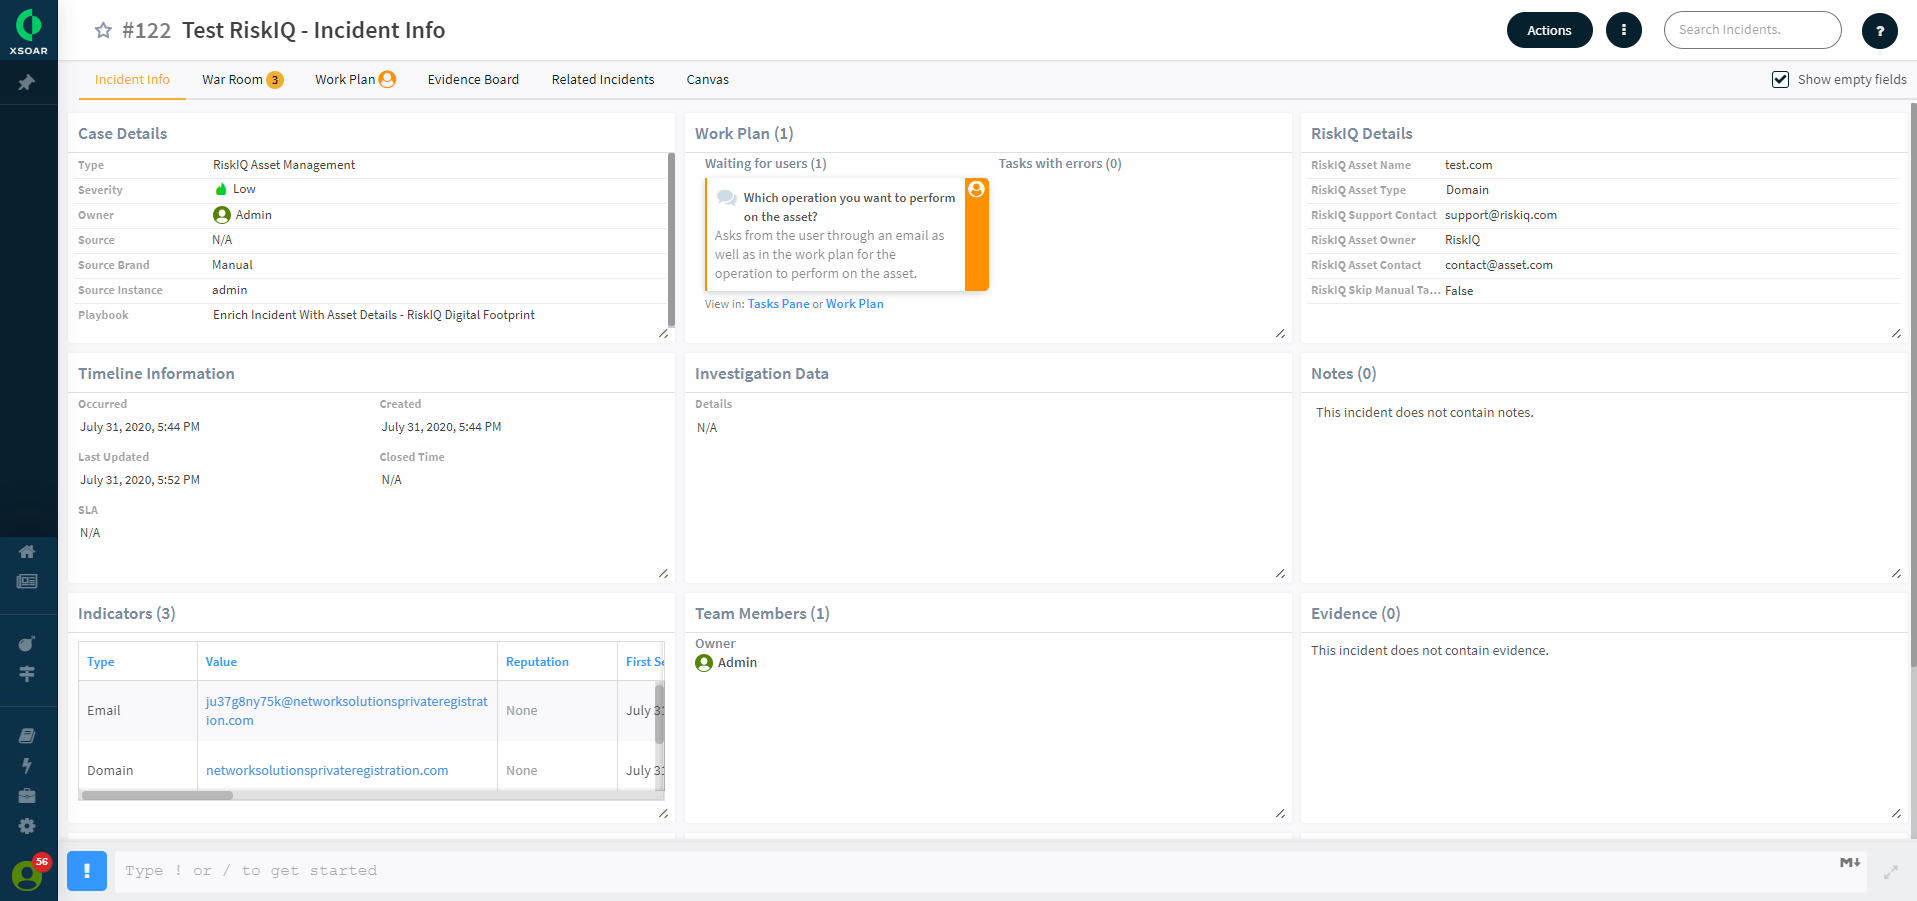 XSOAR
#122 Test RiskIQ - Incident Info
Actions
Search Incidents.
?
Incident Info
War Room 3
Work Plan
Evidence Board
Related Incidents
Canvas
Show empty fields
Case Details
Type RiskIQ Asset Management
Severity Low
Owner Admin
Source N/A
Source Brand Manual
Source Instance admin
Playbook Enrich Incident With Asset Details - RiskIQ Digital Footprint
Work Plan (1)
Waiting for users (1)
Tasks with errors (0)
Which operation you want to perform
on the asset?
Asks from the user through an email as
well as in the work plan for the
operation to perform on the asset.
View in: Tasks Pane or Work Plan
RiskIQ Details
RiskIQ Asset Name test.com
RiskIQ Asset Type Domain
RiskIQ Support Contact support@riskiq.com
RiskIQ Asset Owner RiskIQ
RiskIQ Asset Contact contact@asset.com
RiskIQ Skip Manual Ta... False
Timeline Information
Occurred
July 31, 2020, 5:44 PM
Created
July 31, 2020, 5:44 PM
Last Updated
July 31, 2020, 5:52 PM
Closed Time
N/A
SLA
N/A
Investigation Data
Details
N/A
Notes (0)
This incident does not contain notes.
Indicators (3)
Type Value Reputation First Se
Email ju37g8ny75k@networksolutionsprivateregistrat
ion.com None July 31
Domain networksolutionsprivateregistration.com None July 31
Team Members (1)
Owner
Admin
Evidence (0)
This incident does not contain evidence.
56
!
Type ! or / to get started
M